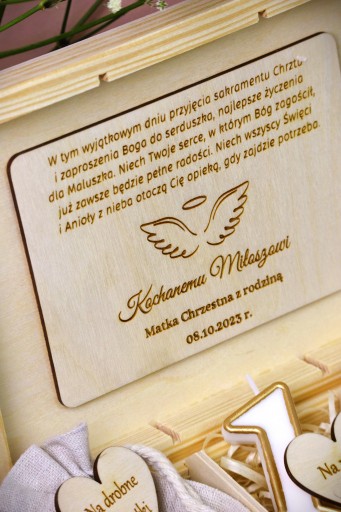 W tym wyjątkowym dniu przyjęcia sakramentu Chrztu
i zaproszenia Boga do serduszka, najlepsze życzenia
dla Maluszka. Niech Twoje serce, w którym Bóg zagościł,
już zawsze będzie pełne radości. Niech wszyscy Święci
i Anioły z nieba otoczą Cię opieką, gdy zajdzie potrzeba.
Kochanemu Miłoszowi
Matka Chrzestna z rodziną
08.10.2023 r.
1
Na drobne
Na